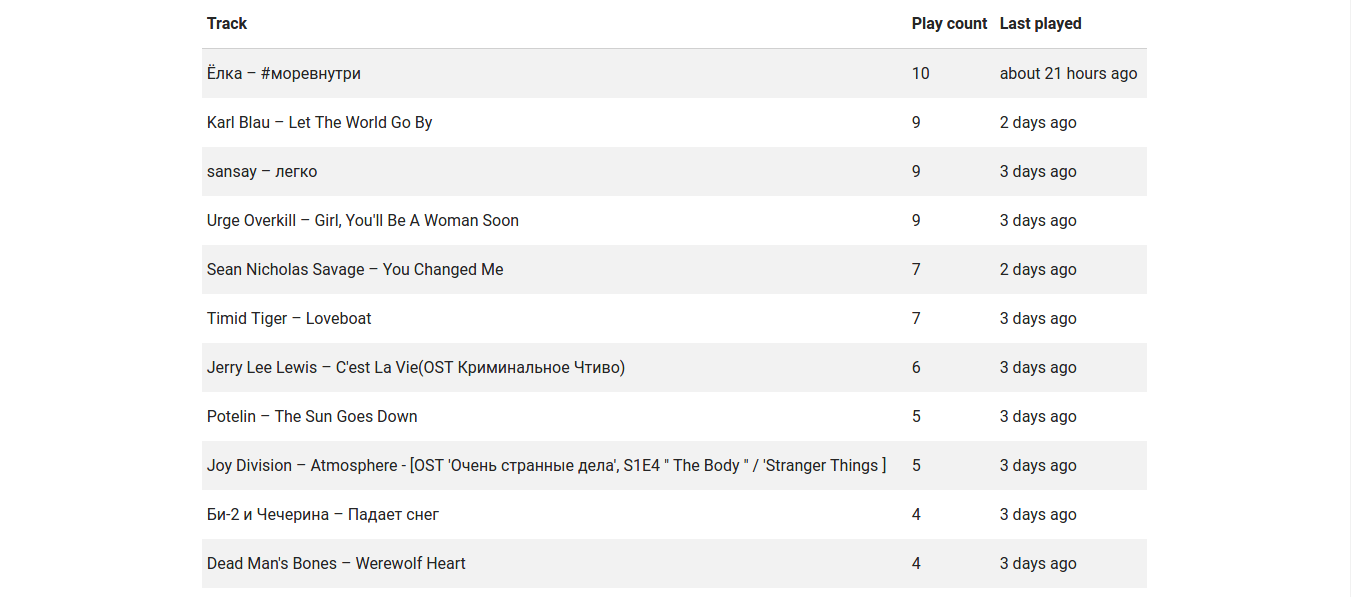 Track Play count Last played
Ёлка – #моревнутри 10 about 21 hours ago
Karl Blau – Let The World Go By 9 2 days ago
sansay – легко 9 3 days ago
Urge Overkill – Girl, You'll Be A Woman Soon 9 3 days ago
Sean Nicholas Savage – You Changed Me 7 2 days ago
Timid Tiger – Loveboat 7 3 days ago
Jerry Lee Lewis – C'est La Vie(OST Криминальное Чтиво) 6 3 days ago
Potelin – The Sun Goes Down 5 3 days ago
Joy Division – Atmosphere - [OST 'Очень странные дела', S1E4 " The Body " / 'Stranger Things ] 5 3 days ago
Би-2 и Чечерина – Падает снег 4 3 days ago
Dead Man's Bones – Werewolf Heart 4 3 days ago